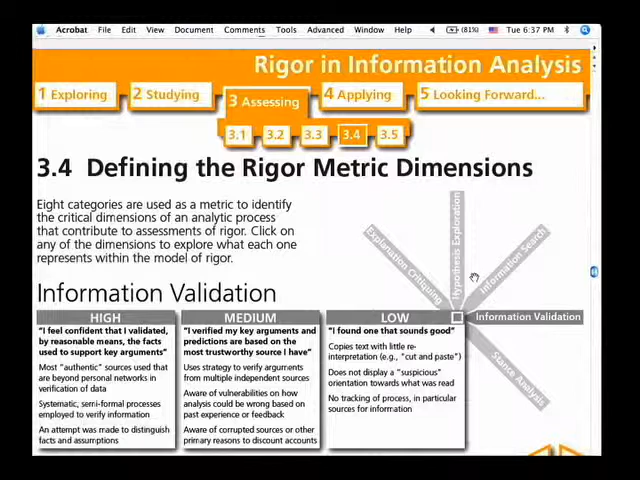 Acrobat File Edit View Document Comments Tools Advanced Window Help (81%) Tue 6:37 PM
Rigor in Information Analysis
1 Exploring 2 Studying 3 Assessing 4 Applying 5 Looking Forward...
3.1 3.2 3.3 3.4 3.5
3.4 Defining the Rigor Metric Dimensions
Eight categories are used as a metric to identify
the critical dimensions of an analytic process
that contribute to assessments of rigor. Click on
any of the dimensions to explore what each one
represents within the model of rigor.
Explanation Critiquing
Hypothesis Exploration
Information Search
Information Validation
Stance Analysis
Information Validation
HIGH
"I feel confident that I validated,
by reasonable means, the facts
used to support key arguments"
Most "authentic" sources used that
are beyond personal networks in
verification of data
Systematic, semi-formal processes
employed to verify information
An attempt was made to distinguish
facts and assumptions
MEDIUM
"I verified my key arguments and
predictions are based on the
most trustworthy source I have"
Uses strategy to verify arguments
from multiple independent sources
Aware of vulnerabilities on how
analysis could be wrong based on
past experience or feedback
Aware of corrupted sources or other
primary reasons to discount accounts
LOW
"I found one that sounds good"
Copies text with little re-
interpretation (e.g., "cut and paste")
Does not display a "suspicious"
orientation towards what was read
No tracking of process, in particular
sources for information